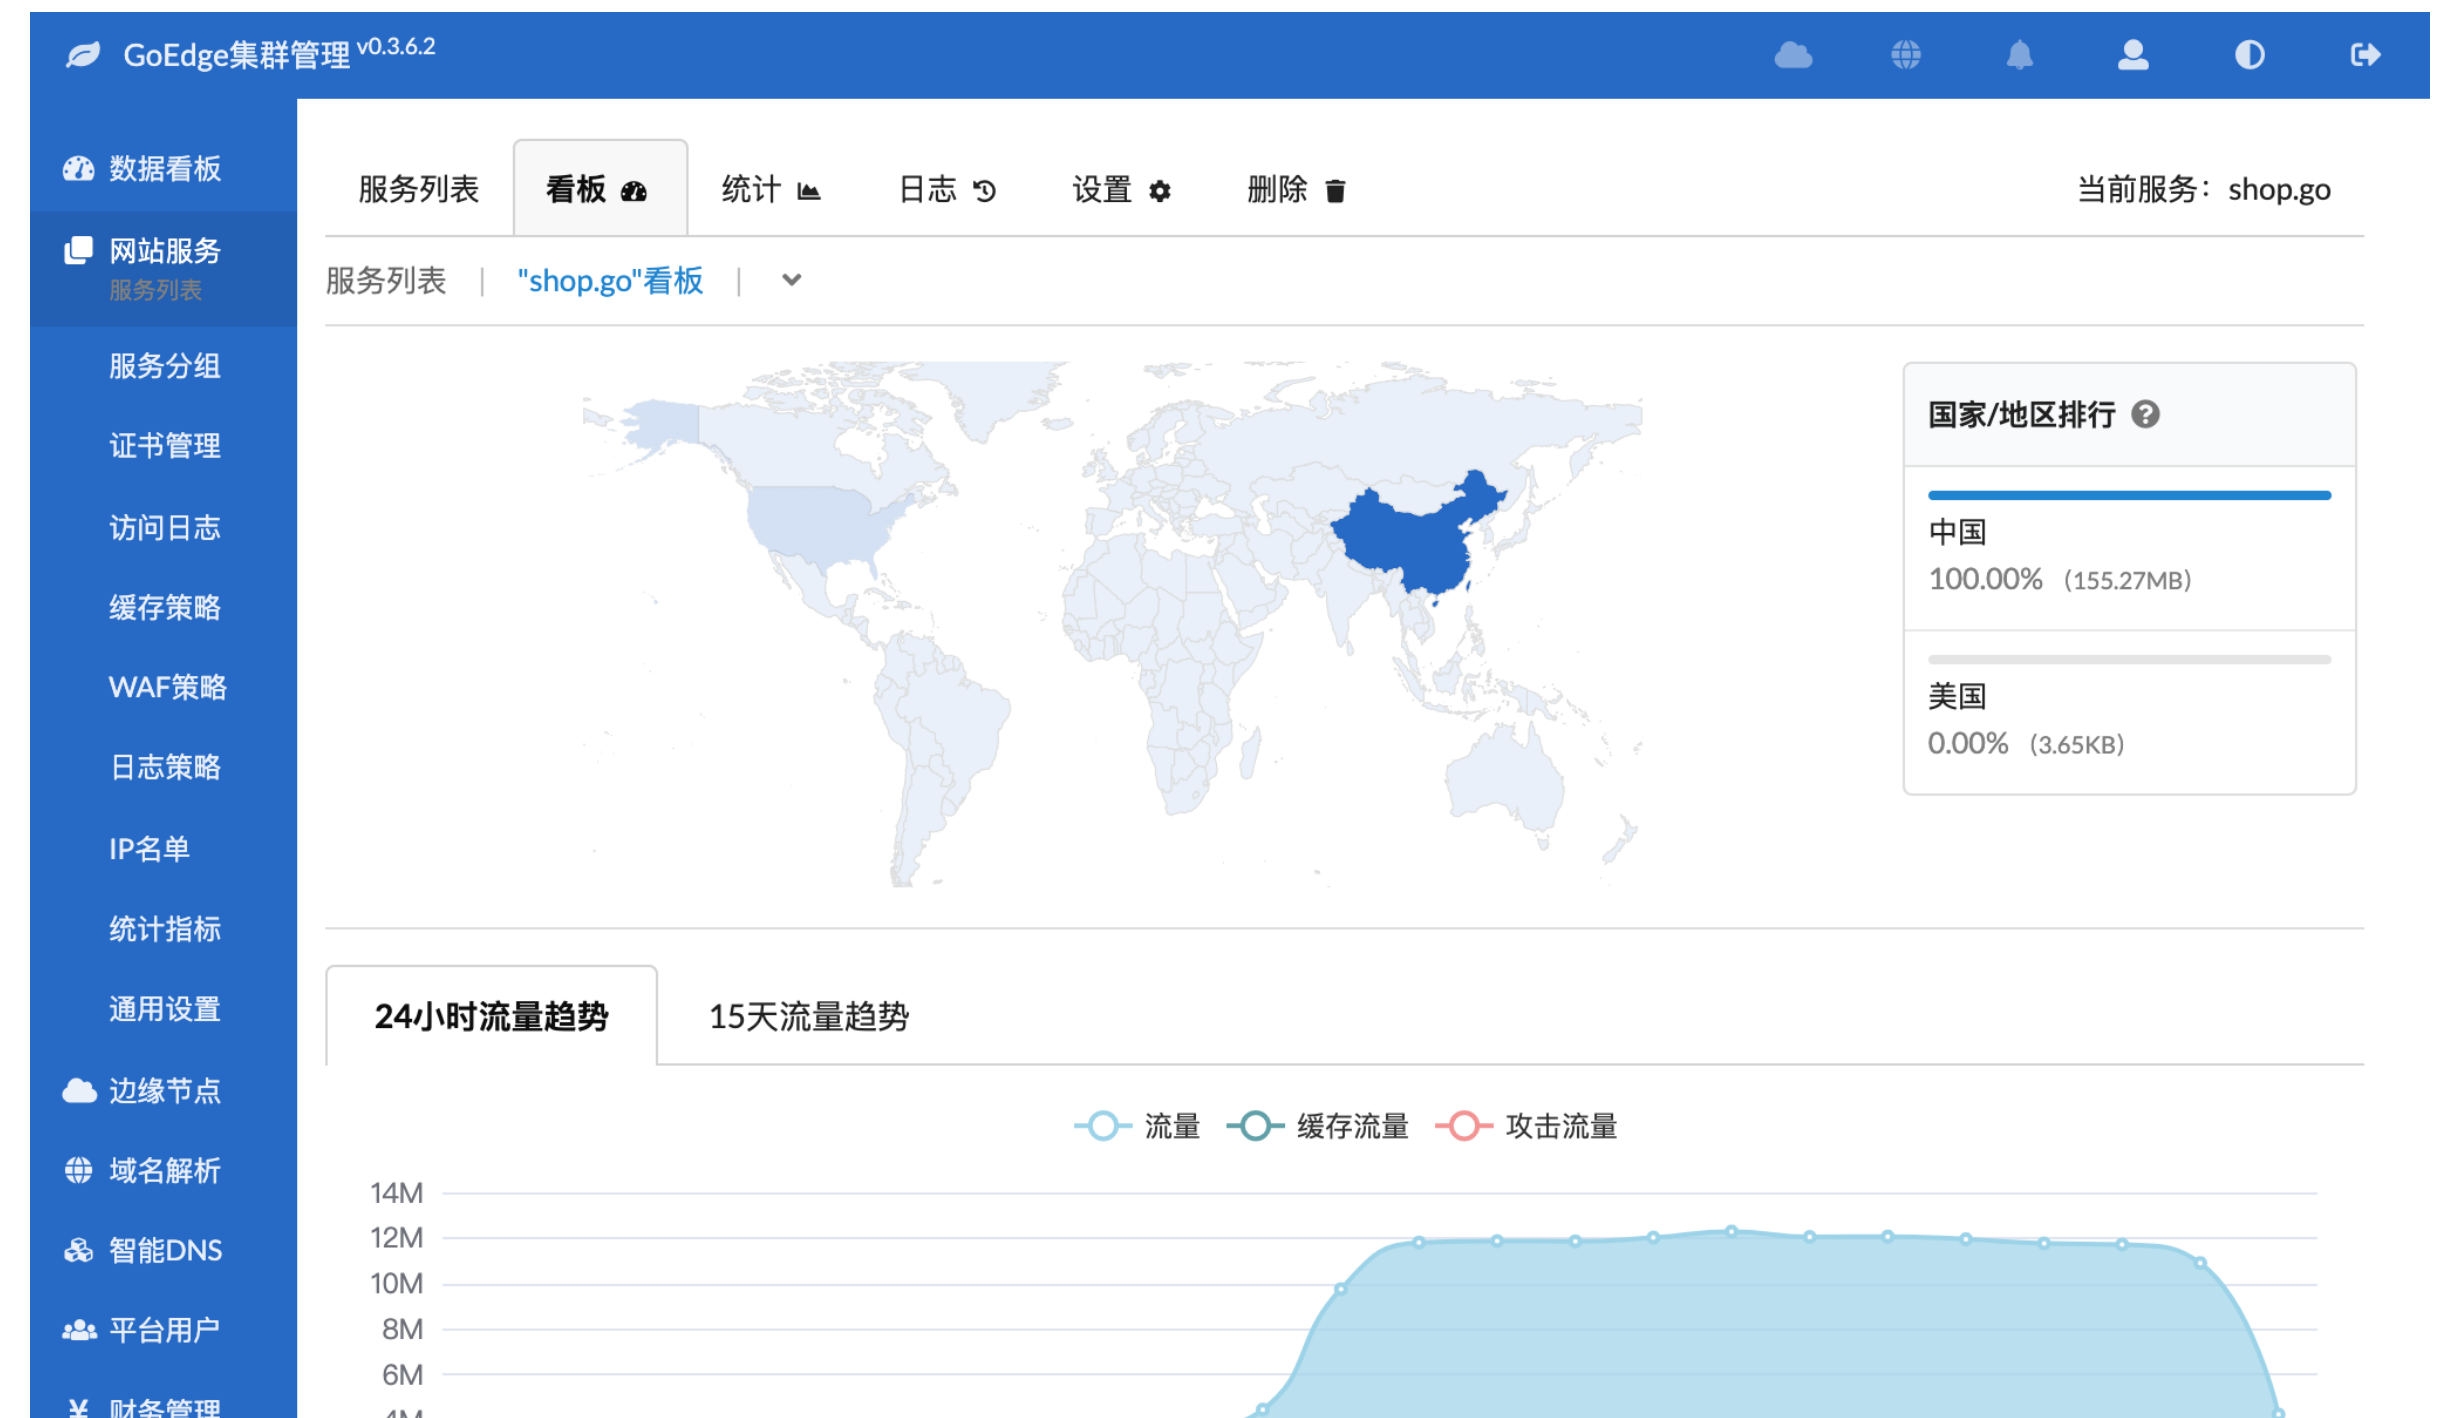 GoEdge集群管理 v0.3.6.2
数据看板
网站服务
服务列表
服务分组
证书管理
访问日志
缓存策略
WAF策略
日志策略
IP名单
统计指标
通用设置
边缘节点
域名解析
智能DNS
平台用户
财务管理
服务列表 看板 统计 日志 设置 删除 当前服务：shop.go
服务列表 | "shop.go"看板 |
国家/地区排行
中国
100.00% (155.27MB)
美国
0.00% (3.65KB)
24小时流量趋势 15天流量趋势
流量 缓存流量 攻击流量
14M
12M
10M
8M
6M
4M